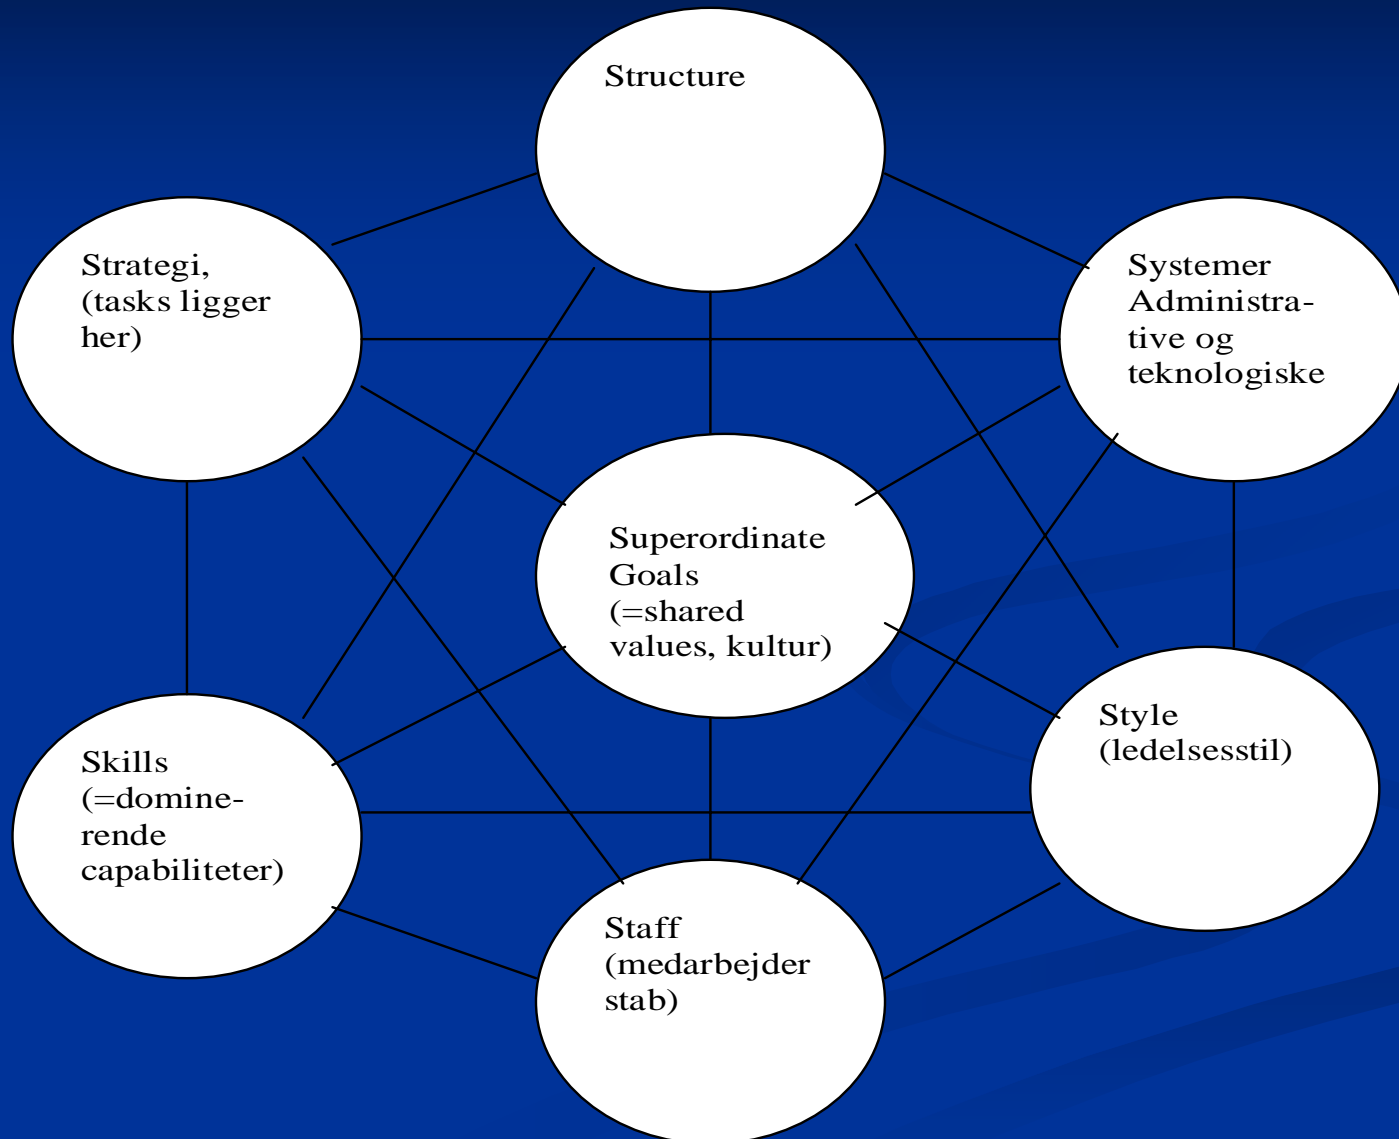 Structure
Strategi,
(tasks ligger
her)
Systemer
Administra-
tive og
teknologiske
Superordinate
Goals
(=shared
values, kultur)
Skills
(=domine-
rende
capabiliteter)
Style
(ledelsesstil)
Staff
(medarbejder
stab)